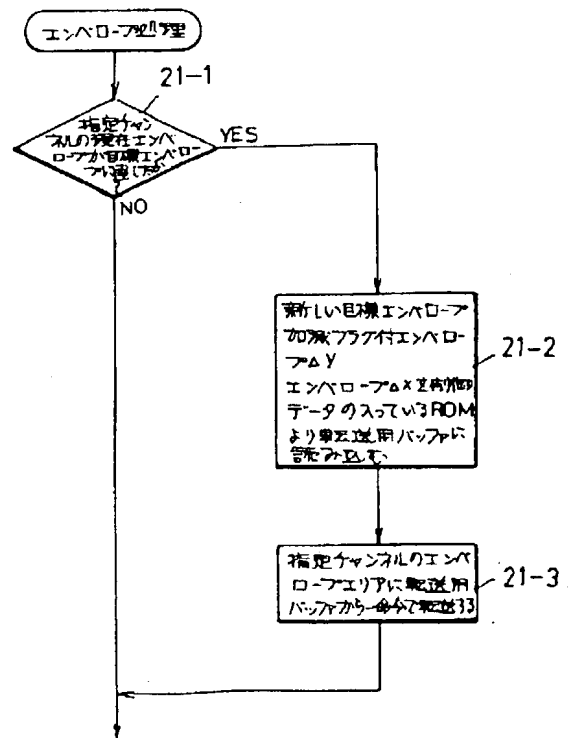 エンベロープ処理
21-1
指定チャン
ネルの現在エンベ
ロープが目標エンベロー
プに達したか
?
YES
NO
新しい目標エンベロープ
加減フラグ付エンベロー
プΔY
エンベロープΔXを制御
データの入っているROM
より転送用バッファに
読み込む
21-2
指定チャンネルのエンベ
ロープエリアに転送用
バッファから一命令で転送する
21-3